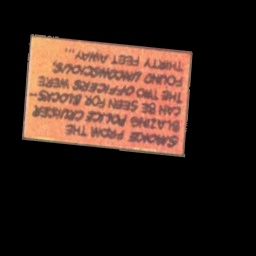 SMOKE FROM THE
BLAZING POLICE CRUISER
CAN BE SEEN FOR BLOCKS...
THE TWO OFFICERS WERE
FOUND UNCONSCIOUS,
THIRTY FEET AWAY...